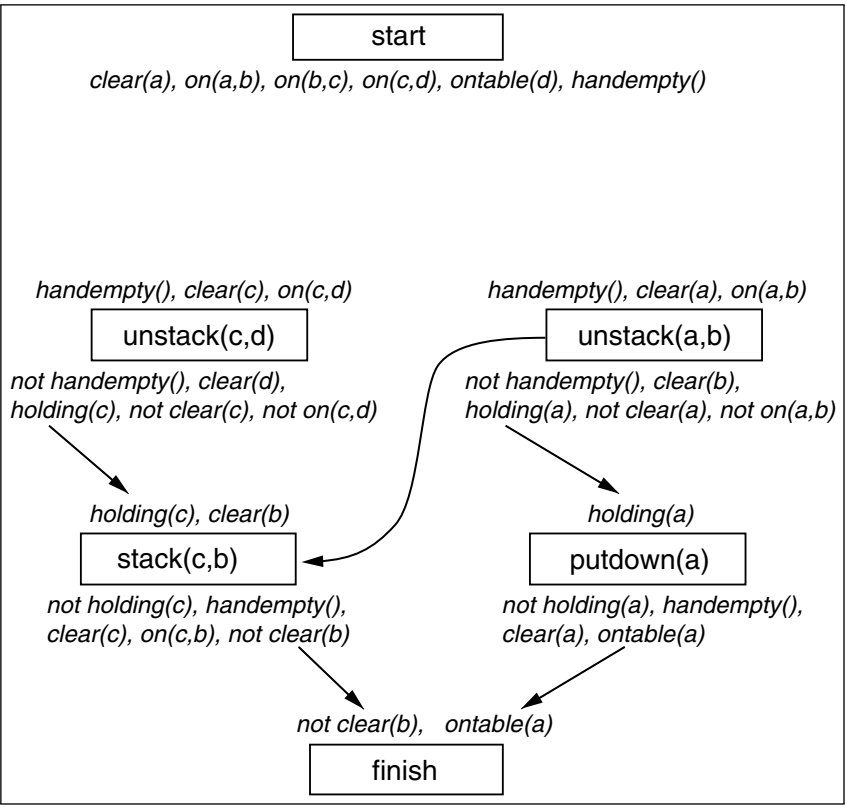 start
clear(a), on(a,b), on(b,c), on(c,d), ontable(d), handempty()
handempty(), clear(c), on(c,d)
unstack(c,d)
not handempty(), clear(d),
holding(c), not clear(c), not on(c,d)
handempty(), clear(a), on(a,b)
unstack(a,b)
not handempty(), clear(b),
holding(a), not clear(a), not on(a,b)
holding(c), clear(b)
stack(c,b)
not holding(c), handempty(),
clear(c), on(c,b), not clear(b)
holding(a)
putdown(a)
not holding(a), handempty(),
clear(a), ontable(a)
not clear(b), ontable(a)
finish